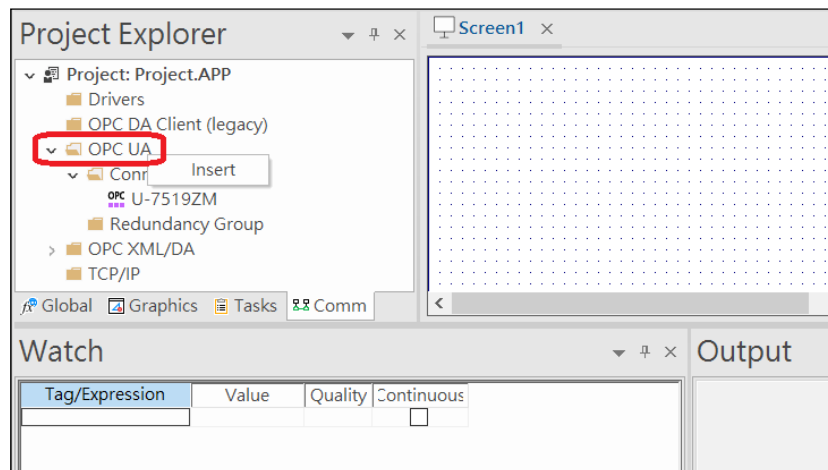 Project Explorer
Screen1
Project: Project.APP
Drivers
OPC DA Client (legacy)
OPC UA
Insert
OPC U-7519ZM
Redundancy Group
OPC XML/DA
TCP/IP
Global Graphics Tasks Comm
Watch
Output
Tag/Expression Value Quality Continuous